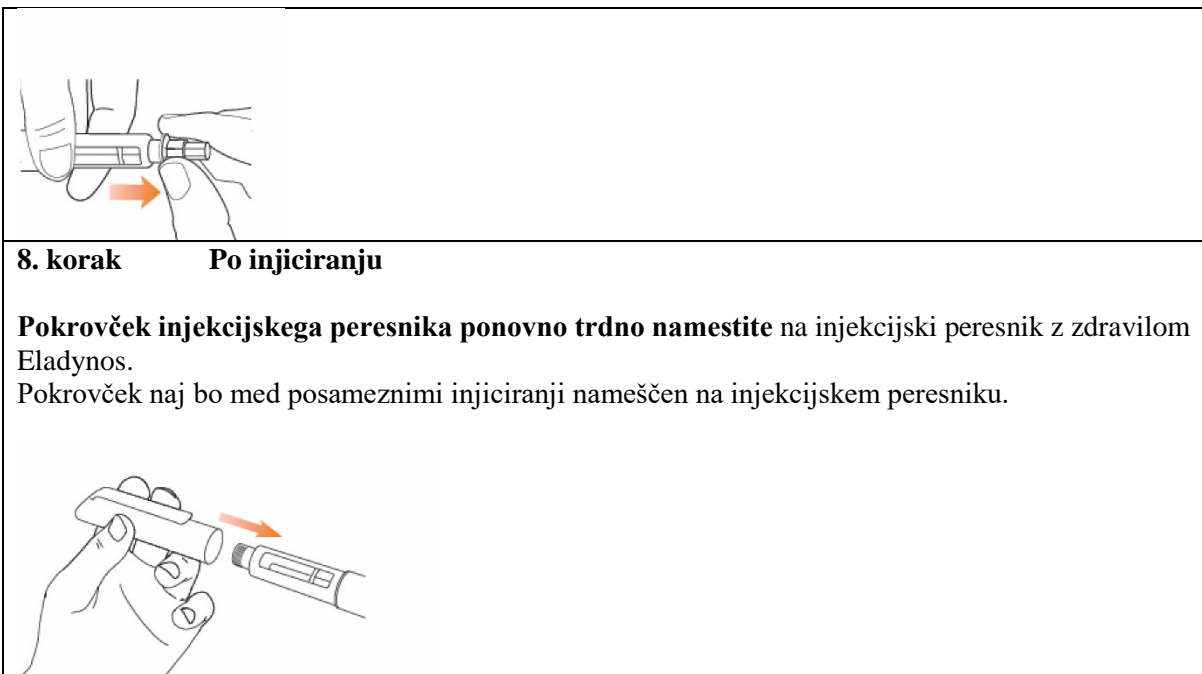 8. korak Po injiciranju
Pokrovček injekcijskega peresnika ponovno trdno namestite na injekcijski peresnik z zdravilom
Eladynos.
Pokrovček naj bo med posameznimi injiciranji nameščen na injekcijskem peresniku.